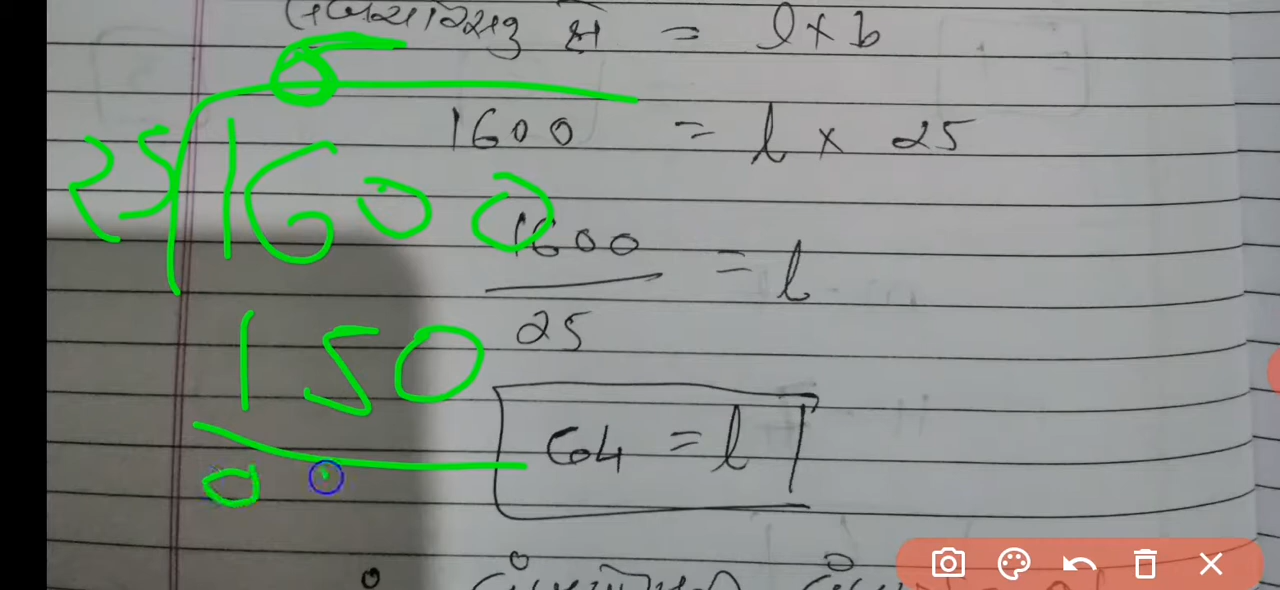 = l x b
1600 = l x 25
25 1600
1600
25
= l
150
64 = l
0